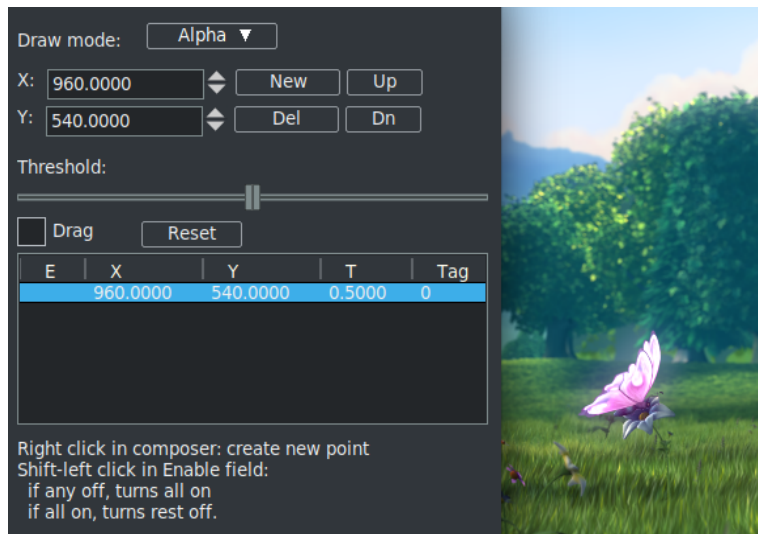 Draw mode: Alpha ▼
X: 960.0000 New Up
Y: 540.0000 Del Dn
Threshold:
Drag Reset
E X Y T Tag
960.0000 540.0000 0.5000 0
Right click in composer: create new point
Shift-left click in Enable field:
if any off, turns all on
if all on, turns rest off.